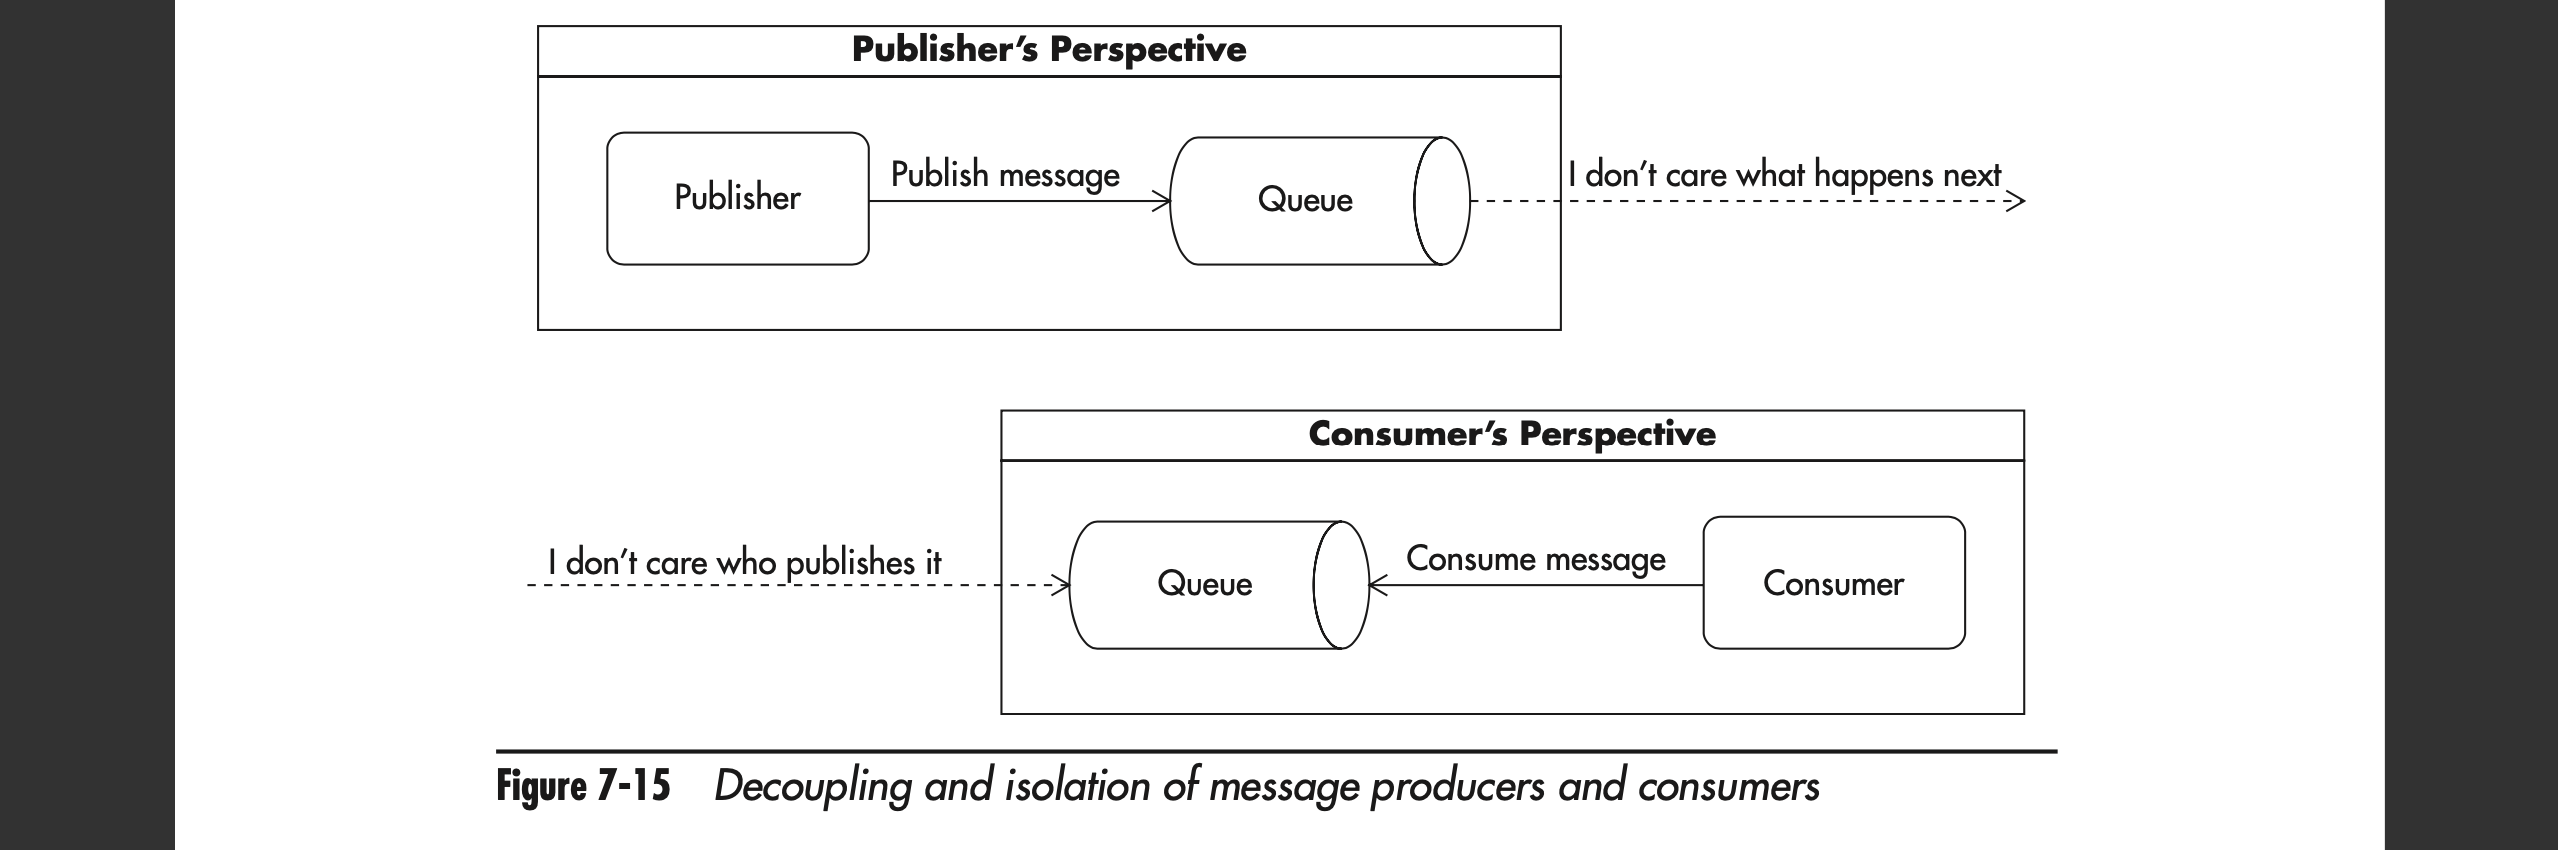 Publisher’s Perspective
Publisher
Publish message
Queue
I don’t care what happens next
Consumer’s Perspective
I don’t care who publishes it
Queue
Consume message
Consumer
Figure 7-15 Decoupling and isolation of message producers and consumers